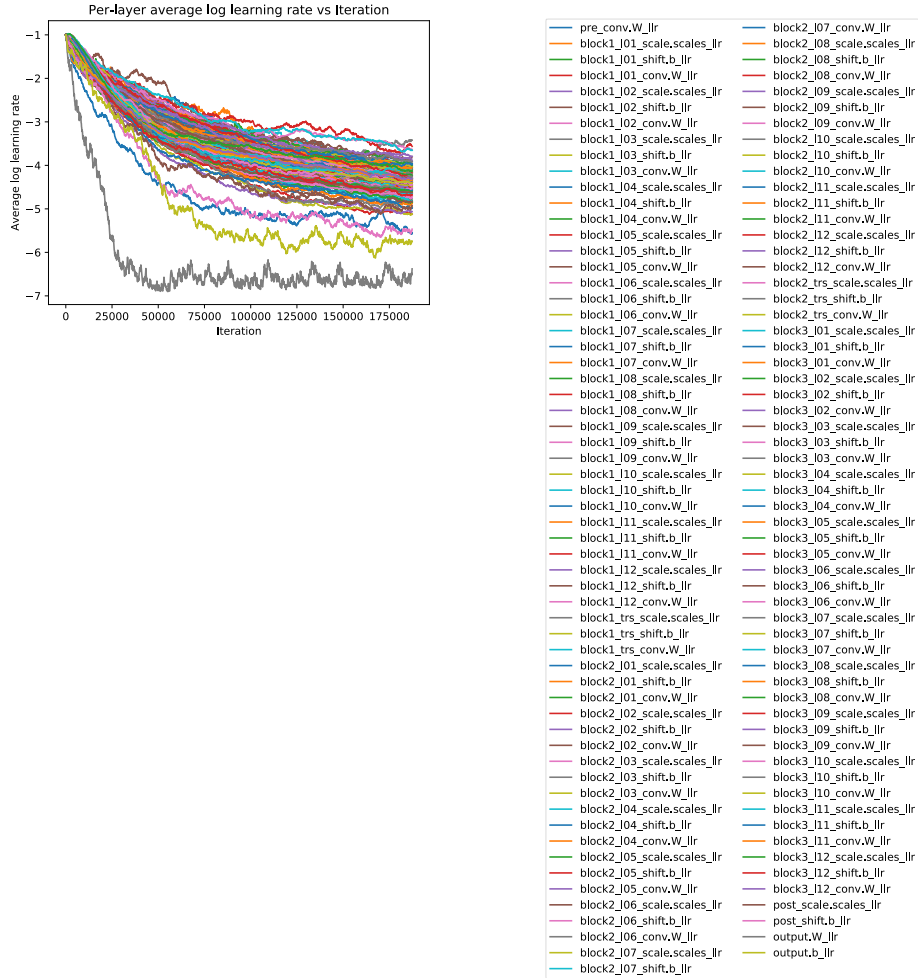 Per-layer average log learning rate vs Iteration
Average log learning rate
−1
−2
−3
−4
−5
−6
−7
0
25000
50000
75000
100000
125000
150000
175000
Iteration
pre_conv.W_llr
block1_l01_scale.scales_llr
block1_l01_shift.b_llr
block1_l01_conv.W_llr
block1_l02_scale.scales_llr
block1_l02_shift.b_llr
block1_l02_conv.W_llr
block1_l03_scale.scales_llr
block1_l03_shift.b_llr
block1_l03_conv.W_llr
block1_l04_scale.scales_llr
block1_l04_shift.b_llr
block1_l04_conv.W_llr
block1_l05_scale.scales_llr
block1_l05_shift.b_llr
block1_l05_conv.W_llr
block1_l06_scale.scales_llr
block1_l06_shift.b_llr
block1_l06_conv.W_llr
block1_l07_scale.scales_llr
block1_l07_shift.b_llr
block1_l07_conv.W_llr
block1_l08_scale.scales_llr
block1_l08_shift.b_llr
block1_l08_conv.W_llr
block1_l09_scale.scales_llr
block1_l09_shift.b_llr
block1_l09_conv.W_llr
block1_l10_scale.scales_llr
block1_l10_shift.b_llr
block1_l10_conv.W_llr
block1_l11_scale.scales_llr
block1_l11_shift.b_llr
block1_l11_conv.W_llr
block1_l12_scale.scales_llr
block1_l12_shift.b_llr
block1_l12_conv.W_llr
block1_trs_scale.scales_llr
block1_trs_shift.b_llr
block1_trs_conv.W_llr
block2_l01_scale.scales_llr
block2_l01_shift.b_llr
block2_l01_conv.W_llr
block2_l02_scale.scales_llr
block2_l02_shift.b_llr
block2_l02_conv.W_llr
block2_l03_scale.scales_llr
block2_l03_shift.b_llr
block2_l03_conv.W_llr
block2_l04_scale.scales_llr
block2_l04_shift.b_llr
block2_l04_conv.W_llr
block2_l05_scale.scales_llr
block2_l05_shift.b_llr
block2_l05_conv.W_llr
block2_l06_scale.scales_llr
block2_l06_shift.b_llr
block2_l06_conv.W_llr
block2_l07_scale.scales_llr
block2_l07_shift.b_llr
block2_l07_conv.W_llr
block2_l08_scale.scales_llr
block2_l08_shift.b_llr
block2_l08_conv.W_llr
block2_l09_scale.scales_llr
block2_l09_shift.b_llr
block2_l09_conv.W_llr
block2_l10_scale.scales_llr
block2_l10_shift.b_llr
block2_l10_conv.W_llr
block2_l11_scale.scales_llr
block2_l11_shift.b_llr
block2_l11_conv.W_llr
block2_l12_scale.scales_llr
block2_l12_shift.b_llr
block2_l12_conv.W_llr
block2_trs_scale.scales_llr
block2_trs_shift.b_llr
block2_trs_conv.W_llr
block3_l01_scale.scales_llr
block3_l01_shift.b_llr
block3_l01_conv.W_llr
block3_l02_scale.scales_llr
block3_l02_shift.b_llr
block3_l02_conv.W_llr
block3_l03_scale.scales_llr
block3_l03_shift.b_llr
block3_l03_conv.W_llr
block3_l04_scale.scales_llr
block3_l04_shift.b_llr
block3_l04_conv.W_llr
block3_l05_scale.scales_llr
block3_l05_shift.b_llr
block3_l05_conv.W_llr
block3_l06_scale.scales_llr
block3_l06_shift.b_llr
block3_l06_conv.W_llr
block3_l07_scale.scales_llr
block3_l07_shift.b_llr
block3_l07_conv.W_llr
block3_l08_scale.scales_llr
block3_l08_shift.b_llr
block3_l08_conv.W_llr
block3_l09_scale.scales_llr
block3_l09_shift.b_llr
block3_l09_conv.W_llr
block3_l10_scale.scales_llr
block3_l10_shift.b_llr
block3_l10_conv.W_llr
block3_l11_scale.scales_llr
block3_l11_shift.b_llr
block3_l11_conv.W_llr
block3_l12_scale.scales_llr
block3_l12_shift.b_llr
block3_l12_conv.W_llr
post_scale.scales_llr
post_shift.b_llr
output.W_llr
output.b_llr